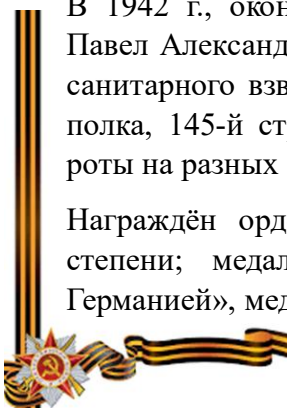 В 1942 г., окон
Павел Александ
санитарного взв
полка, 145-й ст
роты на разных
Награждён орд
степени; медал
Германией», мед